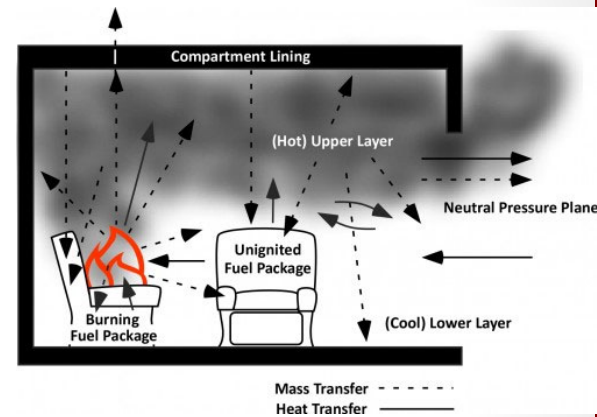 Compartment Lining
(Hot) Upper Layer
Neutral Pressure Plane
Unignited
Fuel Package
Burning
Fuel Package
(Cool) Lower Layer
Mass Transfer
Heat Transfer